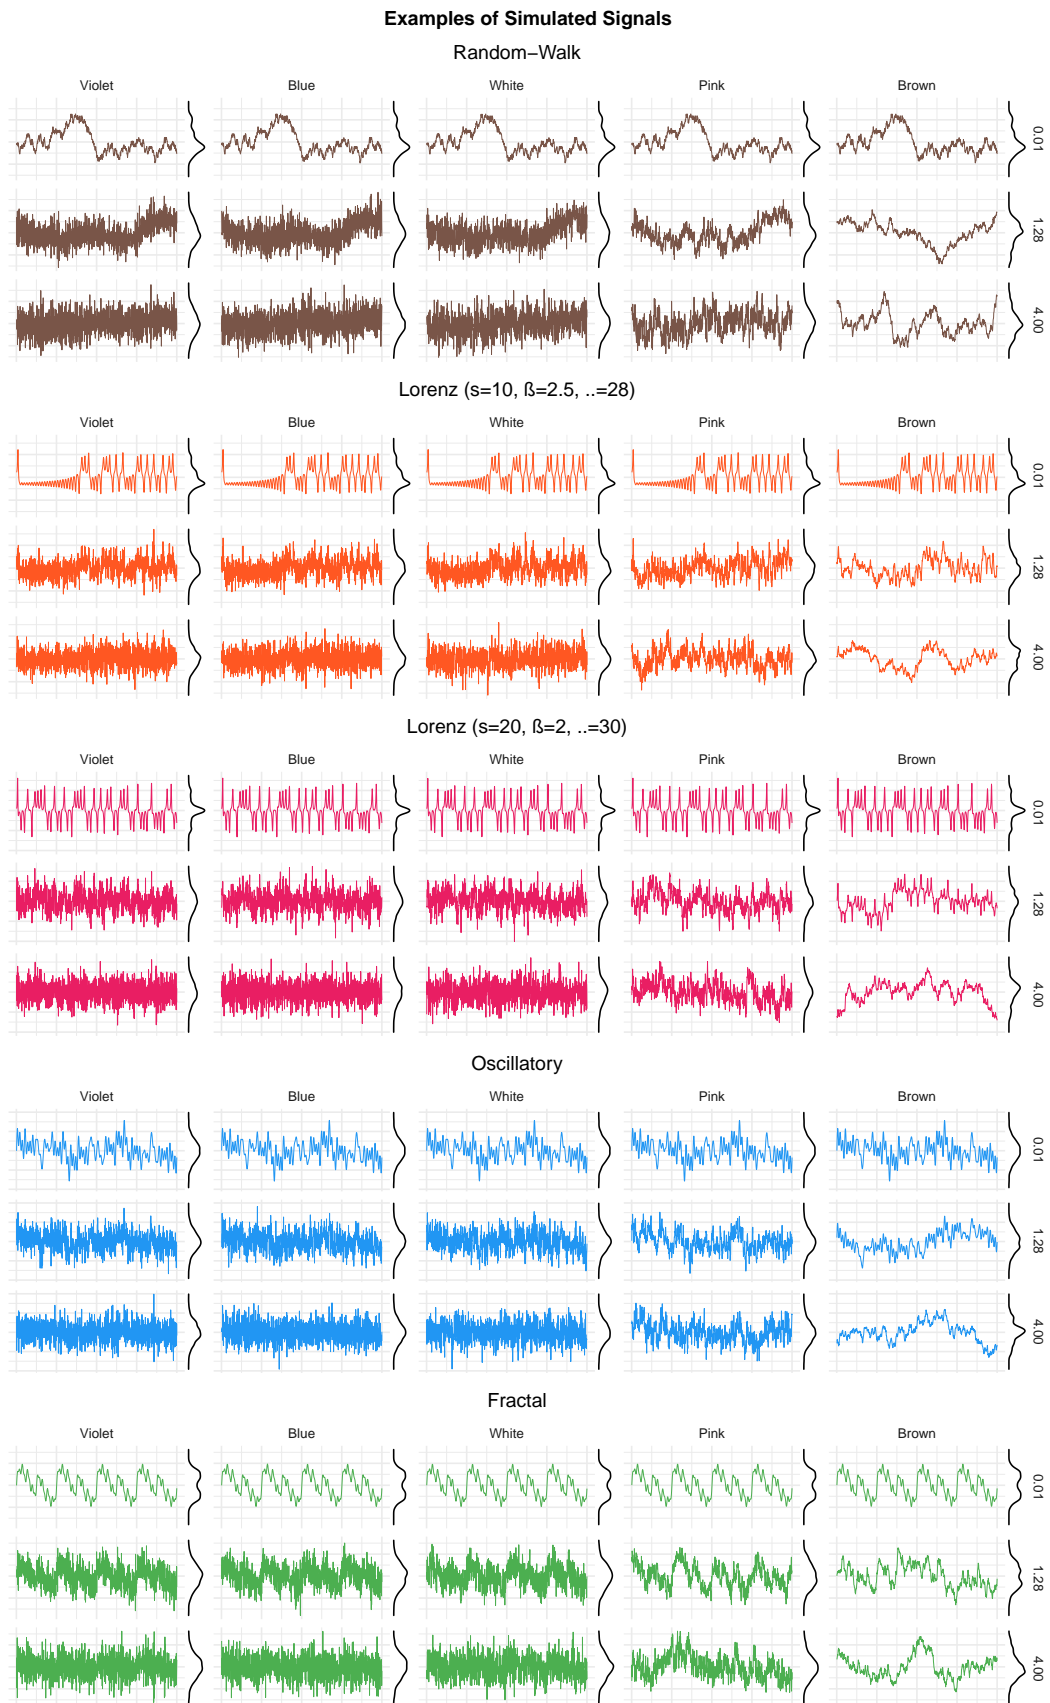 Examples of Simulated Signals
Random−Walk
Violet Blue White Pink Brown
0.01
1.28
4.00
Lorenz (s=10, ß=2.5, ..=28)
Violet Blue White Pink Brown
0.01
1.28
4.00
Lorenz (s=20, ß=2, ..=30)
Violet Blue White Pink Brown
0.01
1.28
4.00
Oscillatory
Violet Blue White Pink Brown
0.01
1.28
4.00
Fractal
Violet Blue White Pink Brown
0.01
1.28
4.00